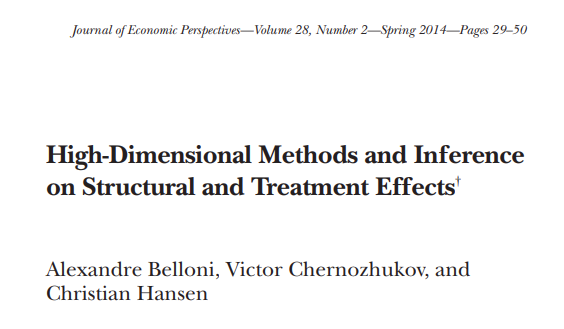 Journal of Economic Perspectives—Volume 28, Number 2—Spring 2014—Pages 29–50
High-Dimensional Methods and Inference
on Structural and Treatment Effects†
Alexandre Belloni, Victor Chernozhukov, and
Christian Hansen